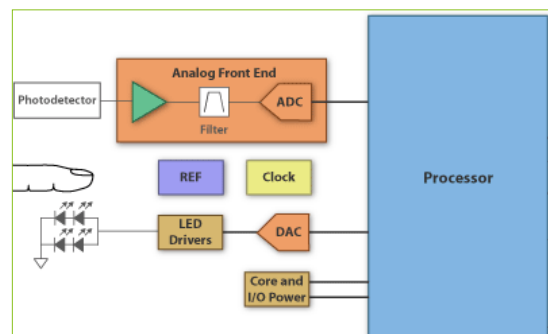 Analog Front End
Photodetector
ADC
Filter
REF
Clock
Processor
LED
Drivers
DAC
Core and
I/O Power